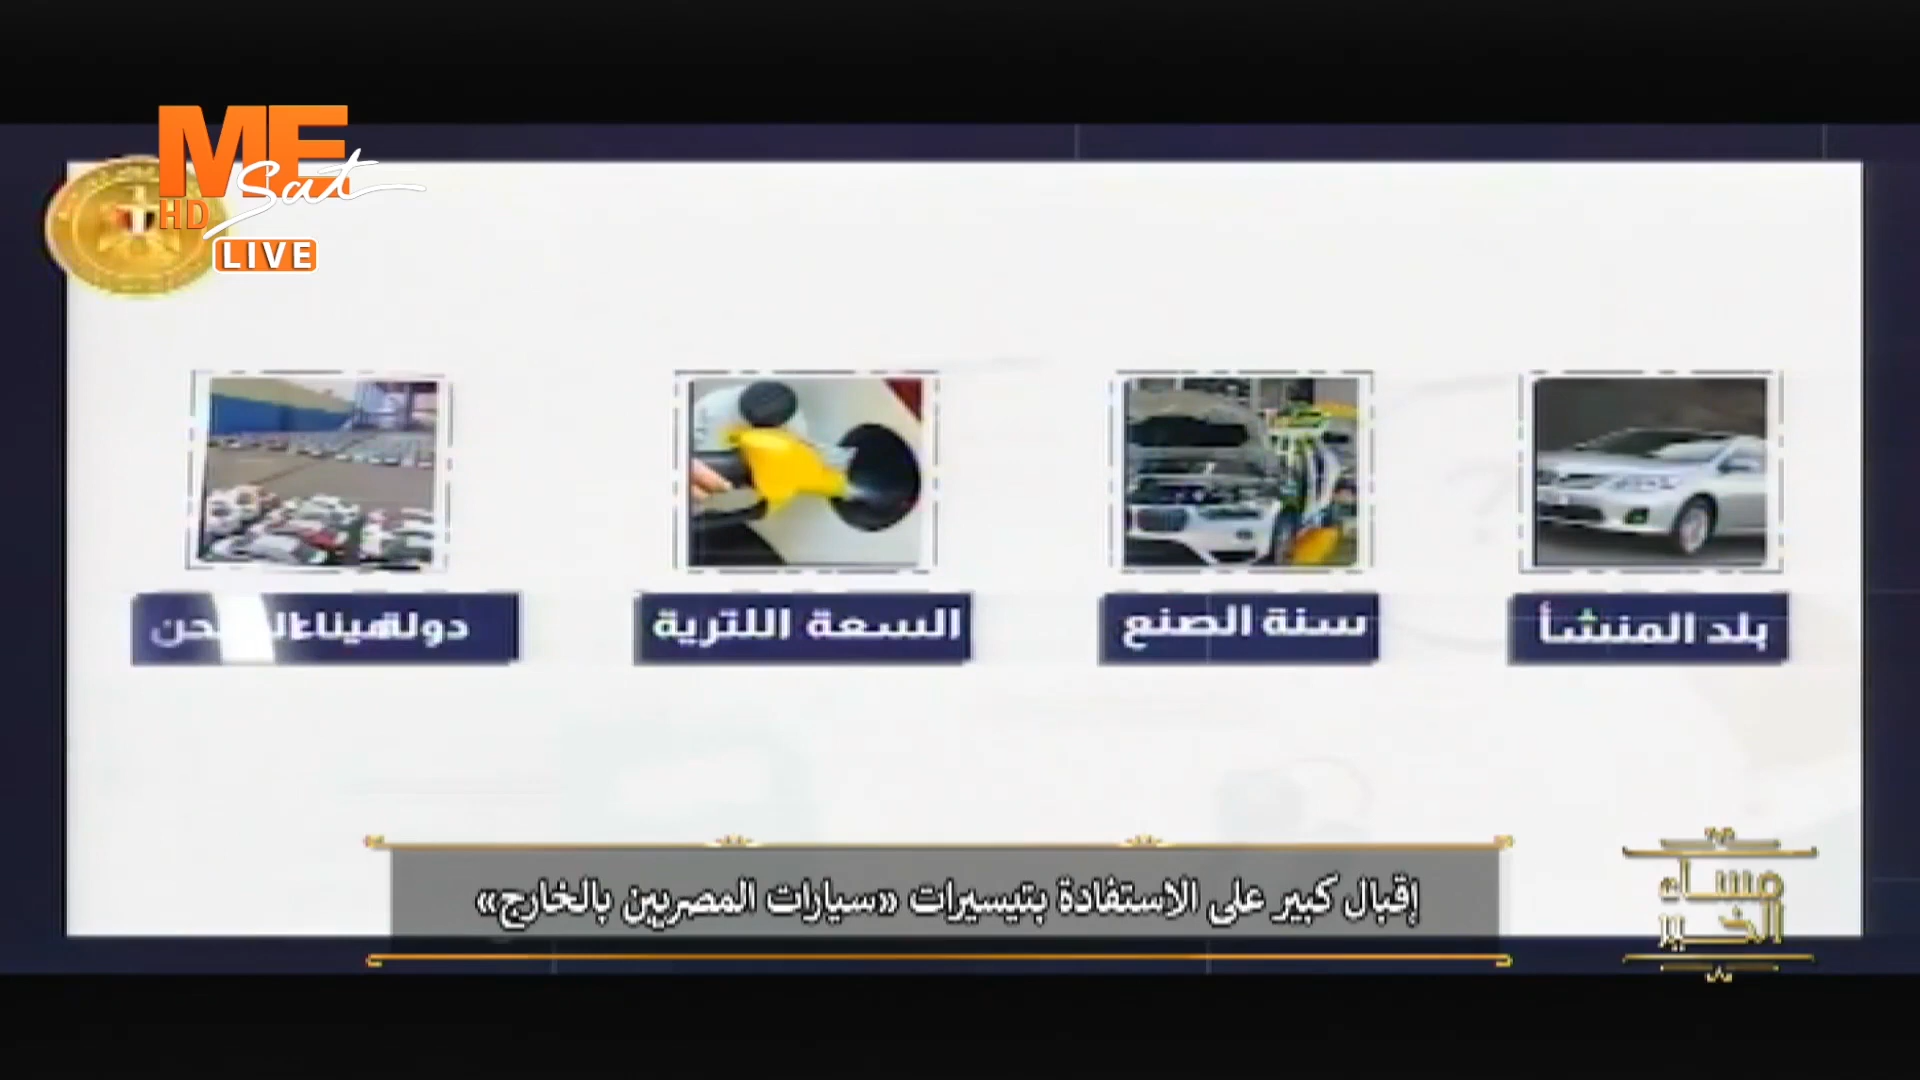 ME
Sat
HD
LIVE
بلد المنشأ
سنة الصنع
السعة اللترية
دولة ميناء
إقبال كبير على الاستفادة بتيسيرات «سيارات المصريين بالخارج»
مساء
الخير